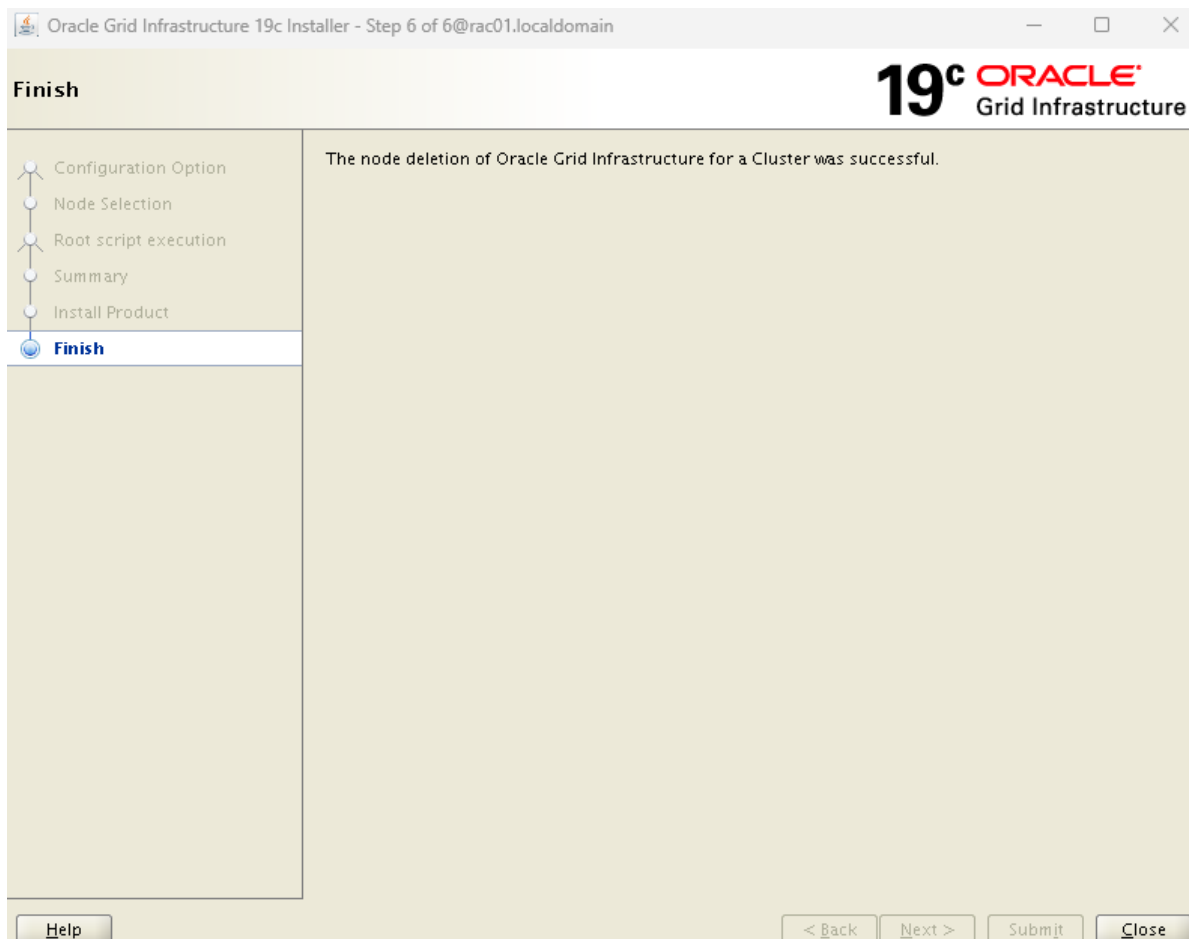 Oracle Grid Infrastructure 19c Installer - Step 6 of 6@rac01.localdomain
Finish
19c ORACLE
Grid Infrastructure
Configuration Option
Node Selection
Root script execution
Summary
Install Product
Finish
The node deletion of Oracle Grid Infrastructure for a Cluster was successful.
Help
< Back
Next >
Submit
Close